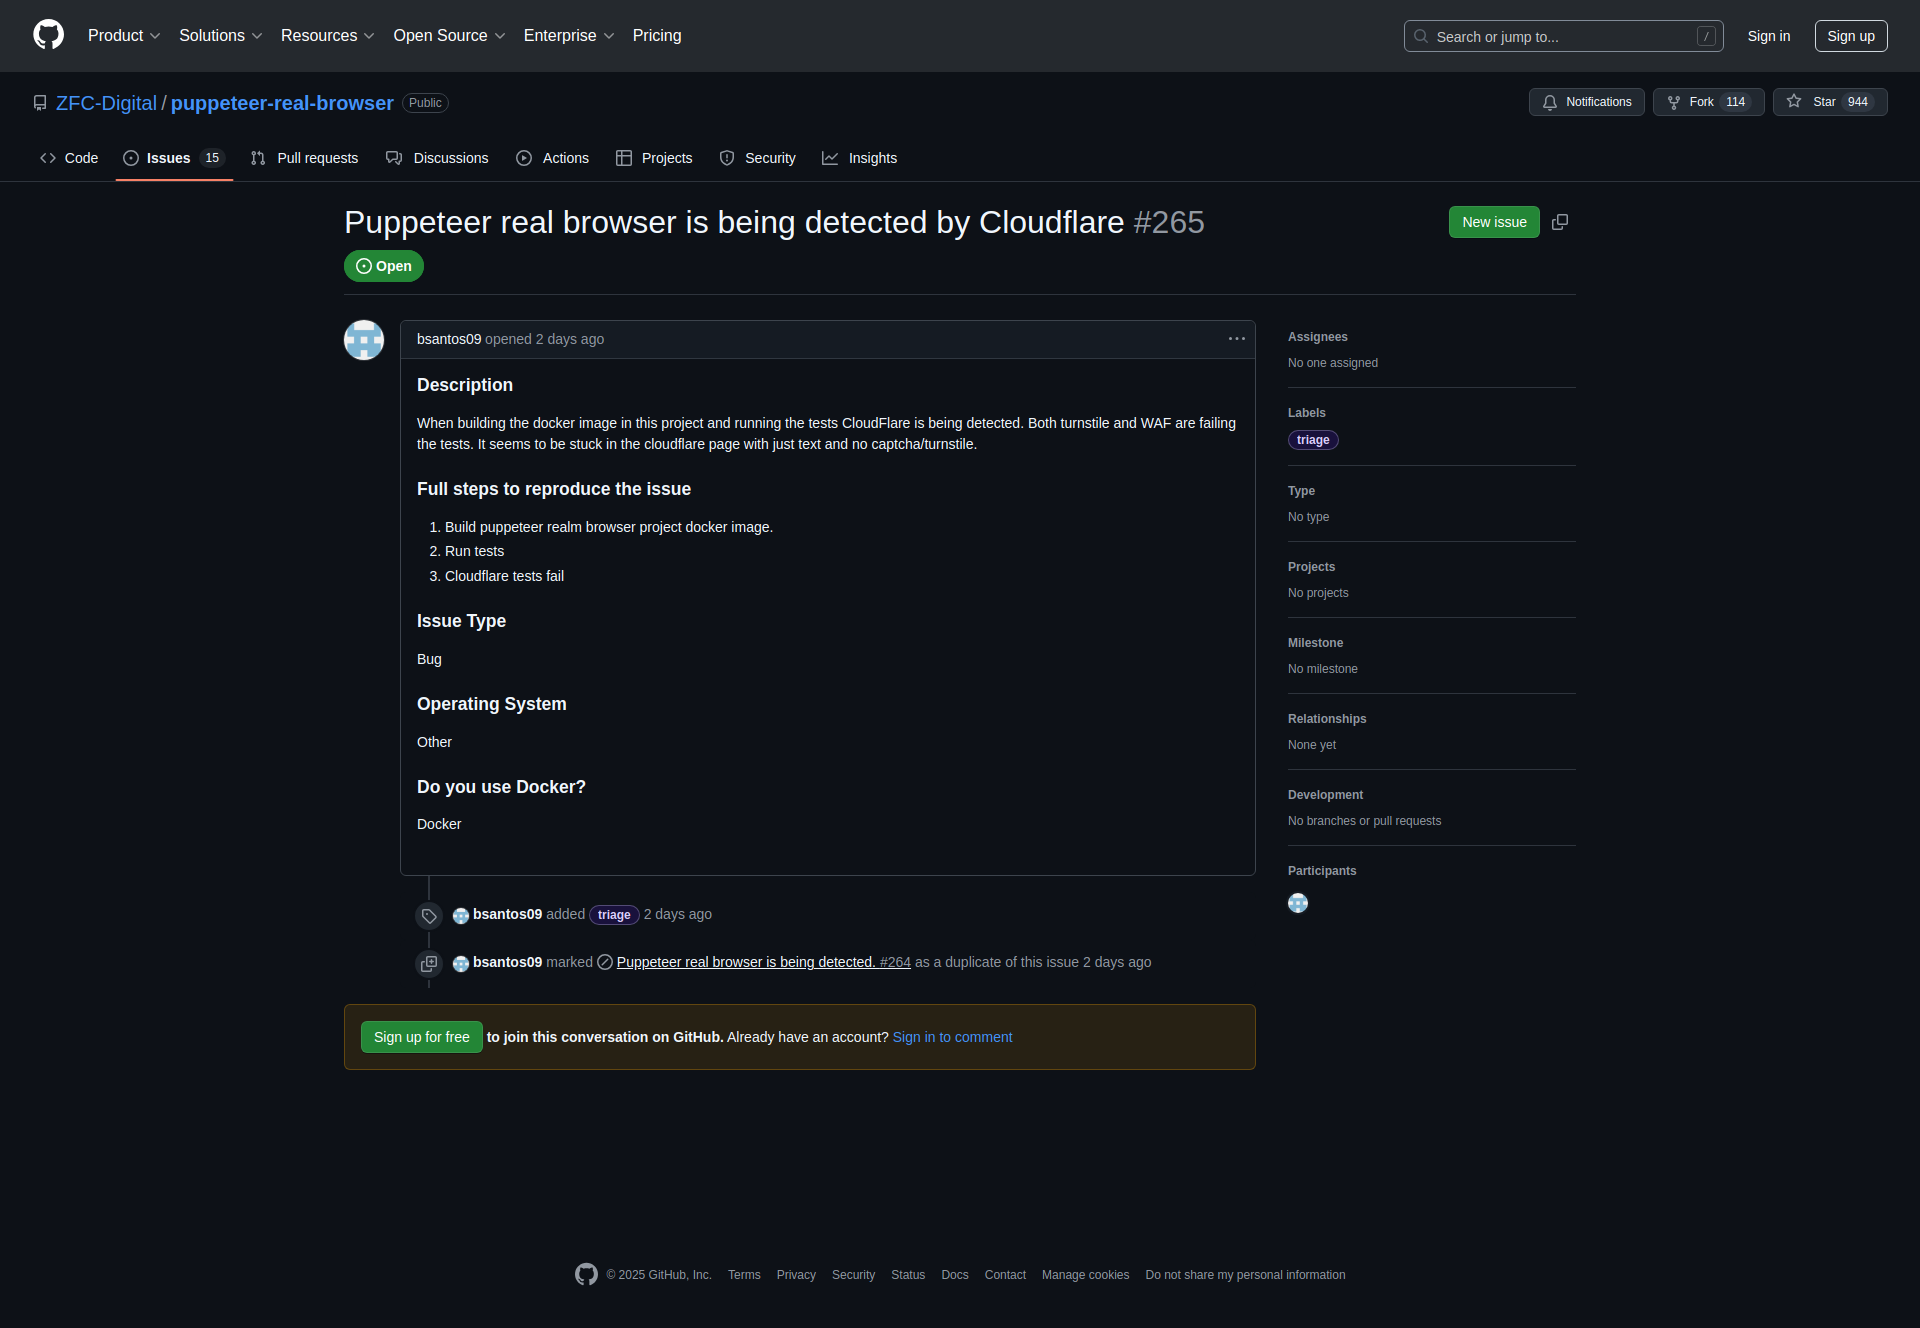 Product Solutions Resources Open Source Enterprise Pricing
Search or jump to... /
Sign in
Sign up
ZFC-Digital / puppeteer-real-browser Public
Notifications
Fork 114
Star 944
Code
Issues 15
Pull requests
Discussions
Actions
Projects
Security
Insights
Puppeteer real browser is being detected by Cloudflare #265
New issue
Open
bsantos09 opened 2 days ago
Description
When building the docker image in this project and running the tests CloudFlare is being detected. Both turnstile and WAF are failing
the tests. It seems to be stuck in the cloudflare page with just text and no captcha/turnstile.
Full steps to reproduce the issue
1. Build puppeteer realm browser project docker image.
2. Run tests
3. Cloudflare tests fail
Issue Type
Bug
Operating System
Other
Do you use Docker?
Docker
bsantos09 added triage 2 days ago
bsantos09 marked Puppeteer real browser is being detected. #264 as a duplicate of this issue 2 days ago
Sign up for free to join this conversation on GitHub. Already have an account? Sign in to comment
Assignees
No one assigned
Labels
triage
Type
No type
Projects
No projects
Milestone
No milestone
Relationships
None yet
Development
No branches or pull requests
Participants
© 2025 GitHub, Inc. Terms Privacy Security Status Docs Contact Manage cookies Do not share my personal information